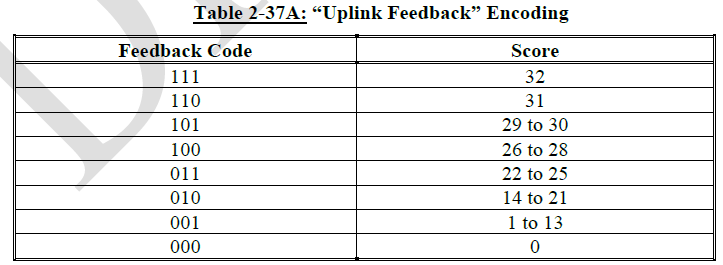 Table 2-37A: “Uplink Feedback” Encoding
Feedback Code Score
111 32
110 31
101 29 to 30
100 26 to 28
011 22 to 25
010 14 to 21
001 1 to 13
000 0